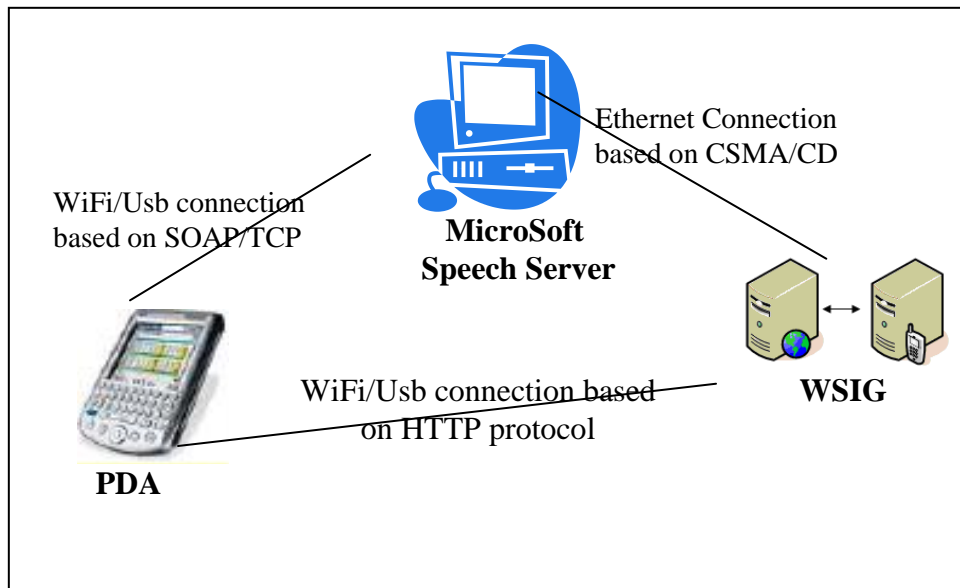 Ethernet Connection
based on CSMA/CD
WiFi/Usb connection
based on SOAP/TCP
MicroSoft
Speech Server
WSIG
WiFi/Usb connection based
on HTTP protocol
PDA